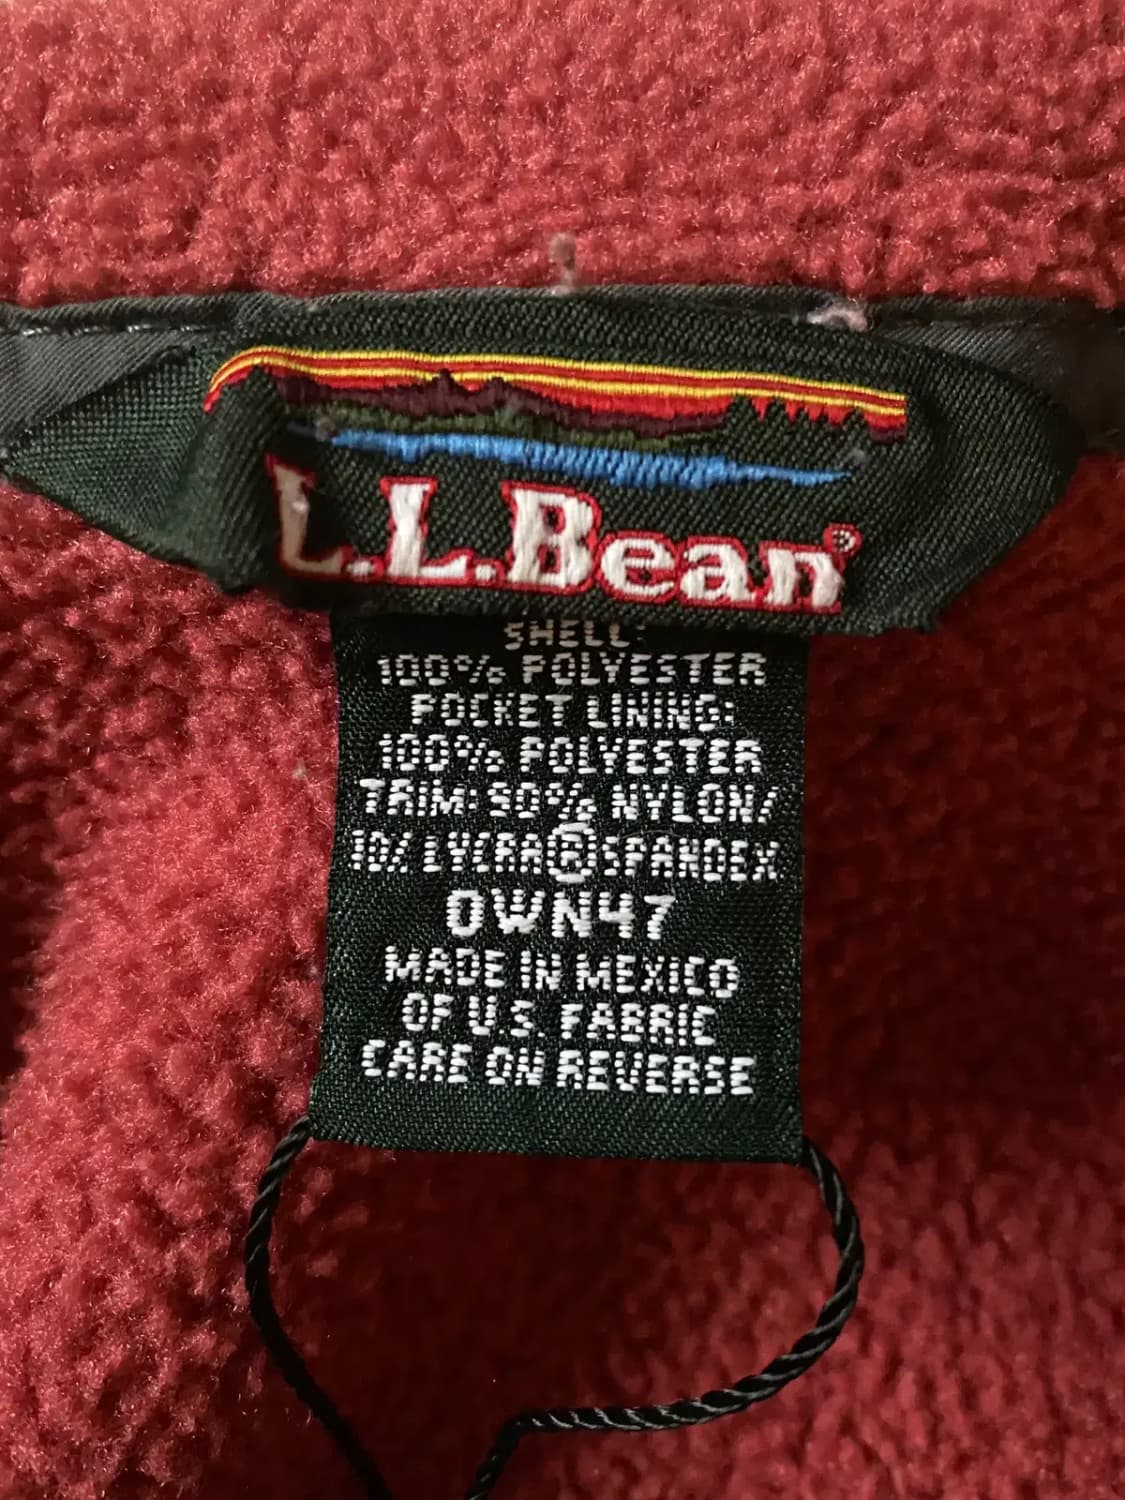 L.L.Bean®
SHELL:
100% POLYESTER
POCKET LINING:
100% POLYESTER
TRIM: 90% NYLON/
10% LYCRA® SPANDEX
0WN47
MADE IN MEXICO
OF U.S. FABRIC
CARE ON REVERSE